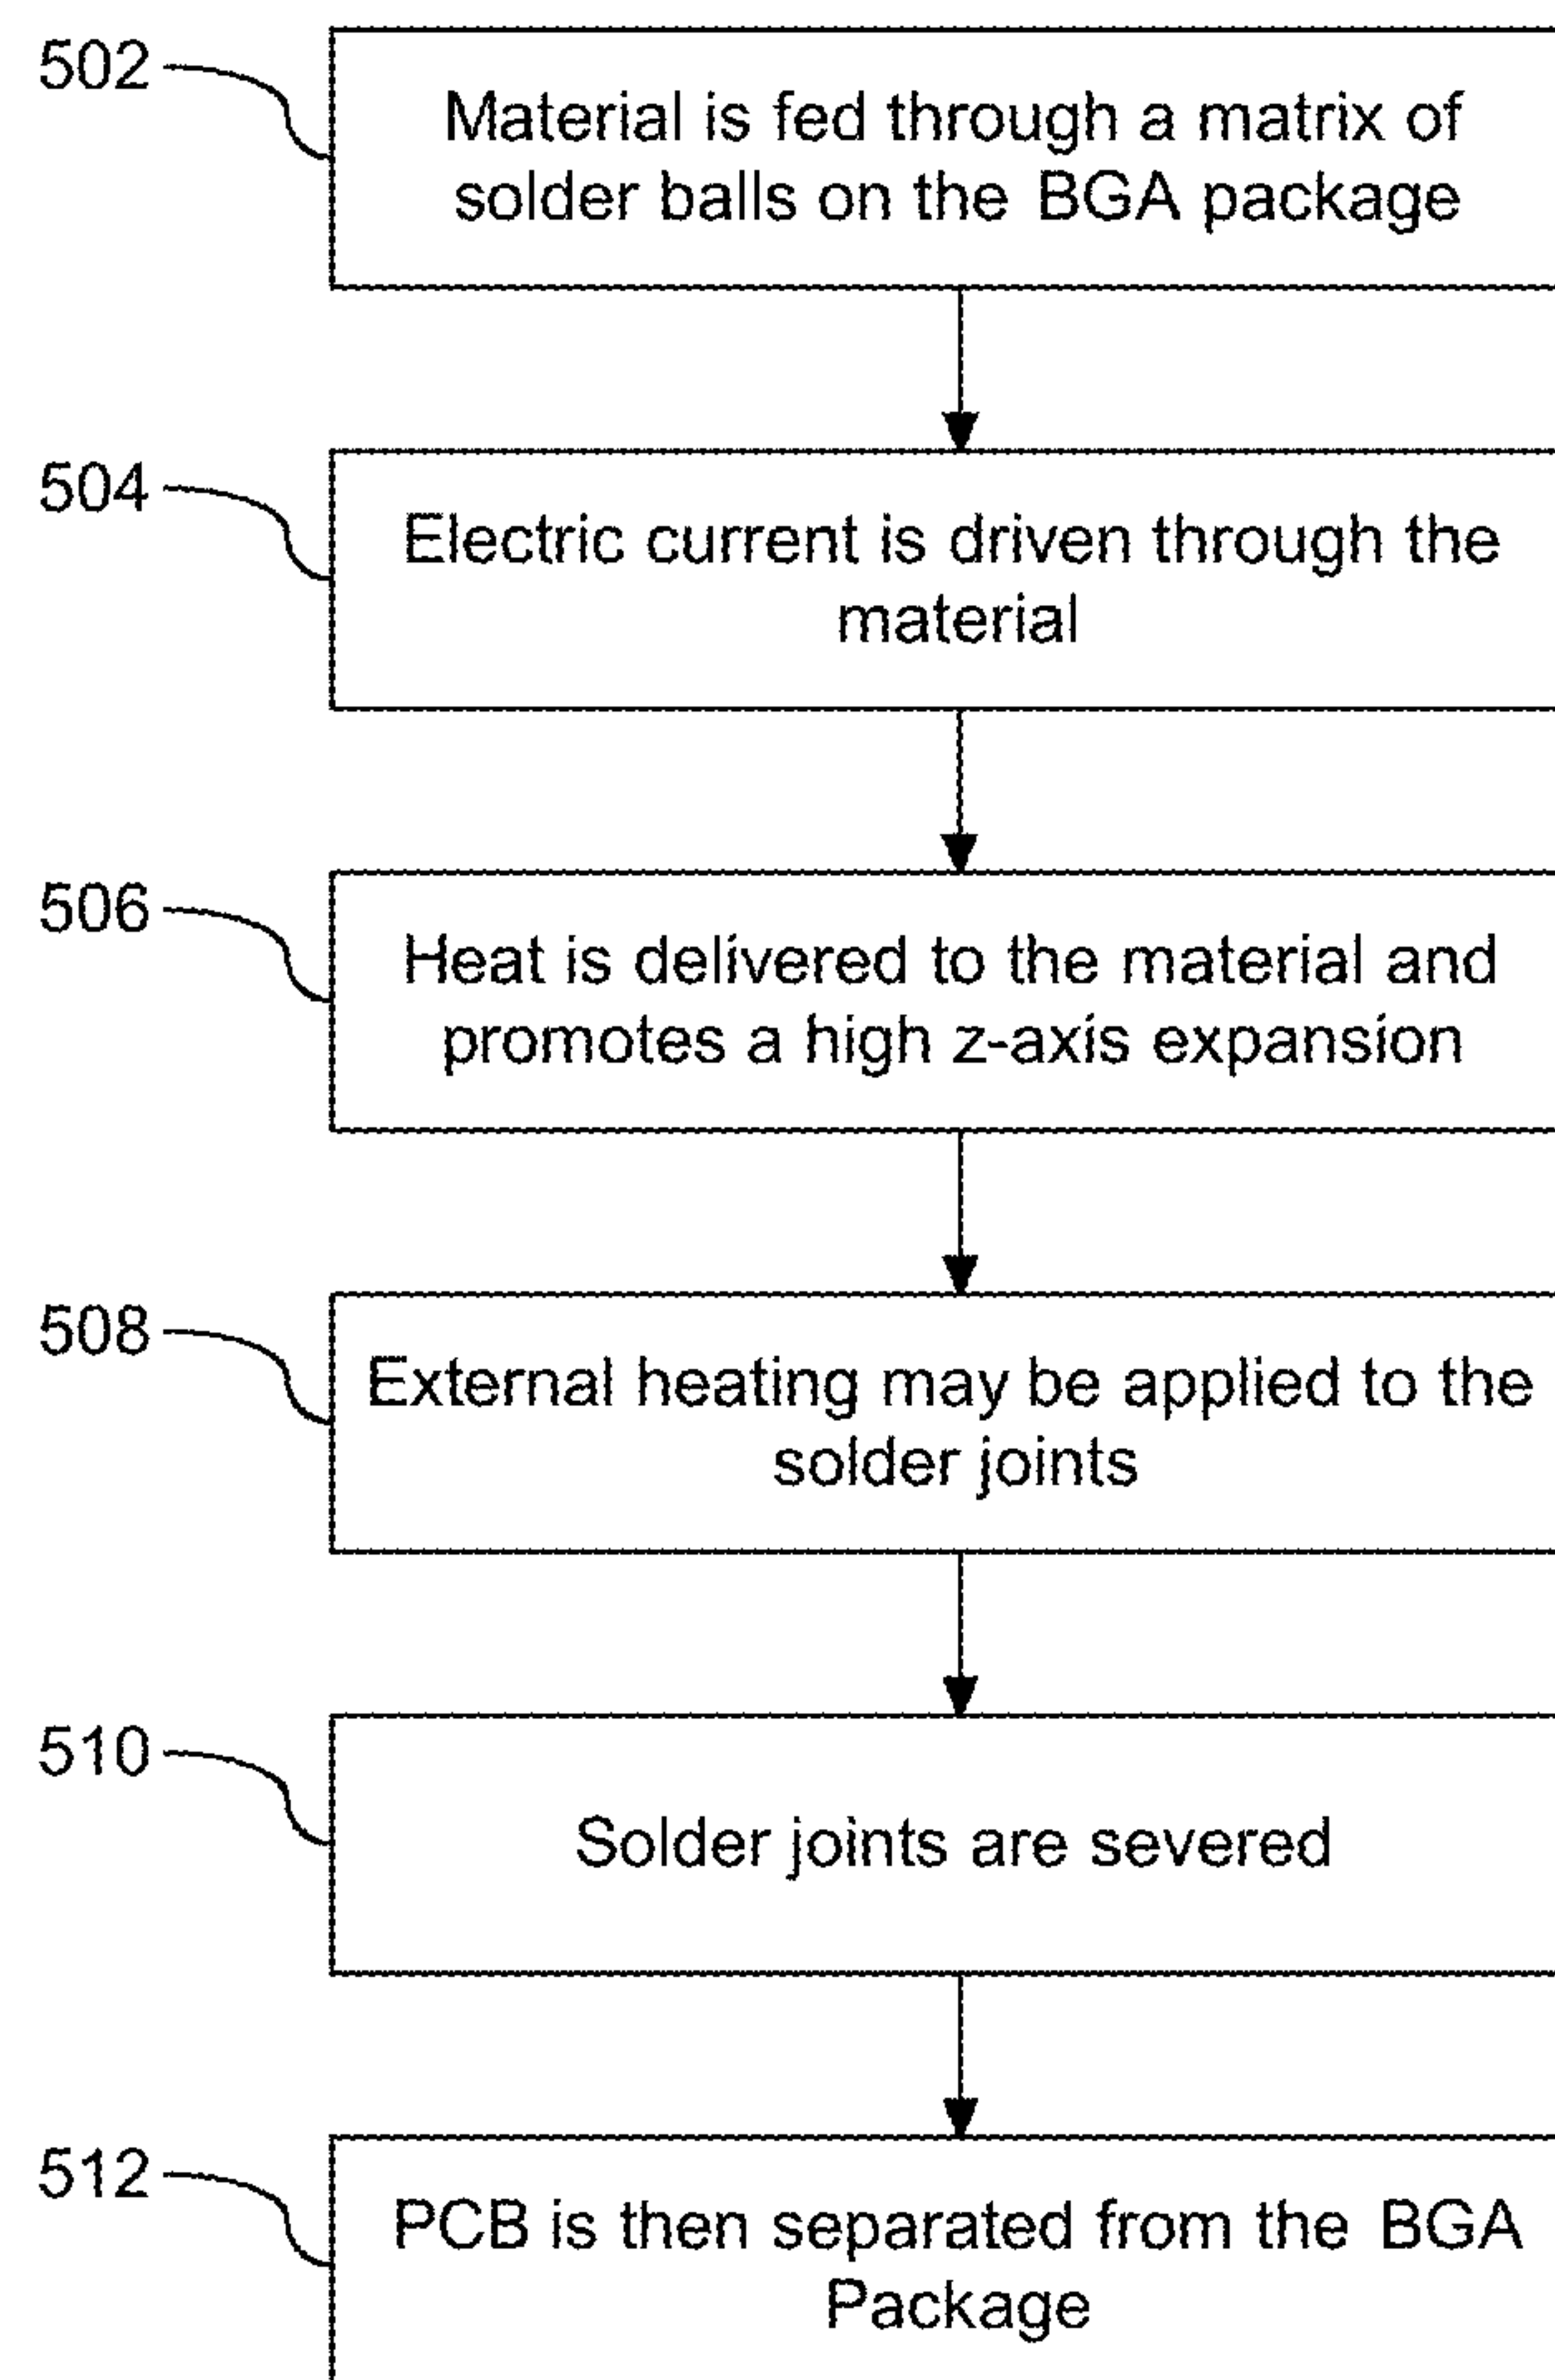 502
Material is fed through a matrix of
solder balls on the BGA package
504
Electric current is driven through the
material
506
Heat is delivered to the material and
promotes a high z-axis expansion
508
External heating may be applied to the
solder joints
510
Solder joints are severed
512
PCB is then separated from the BGA
Package